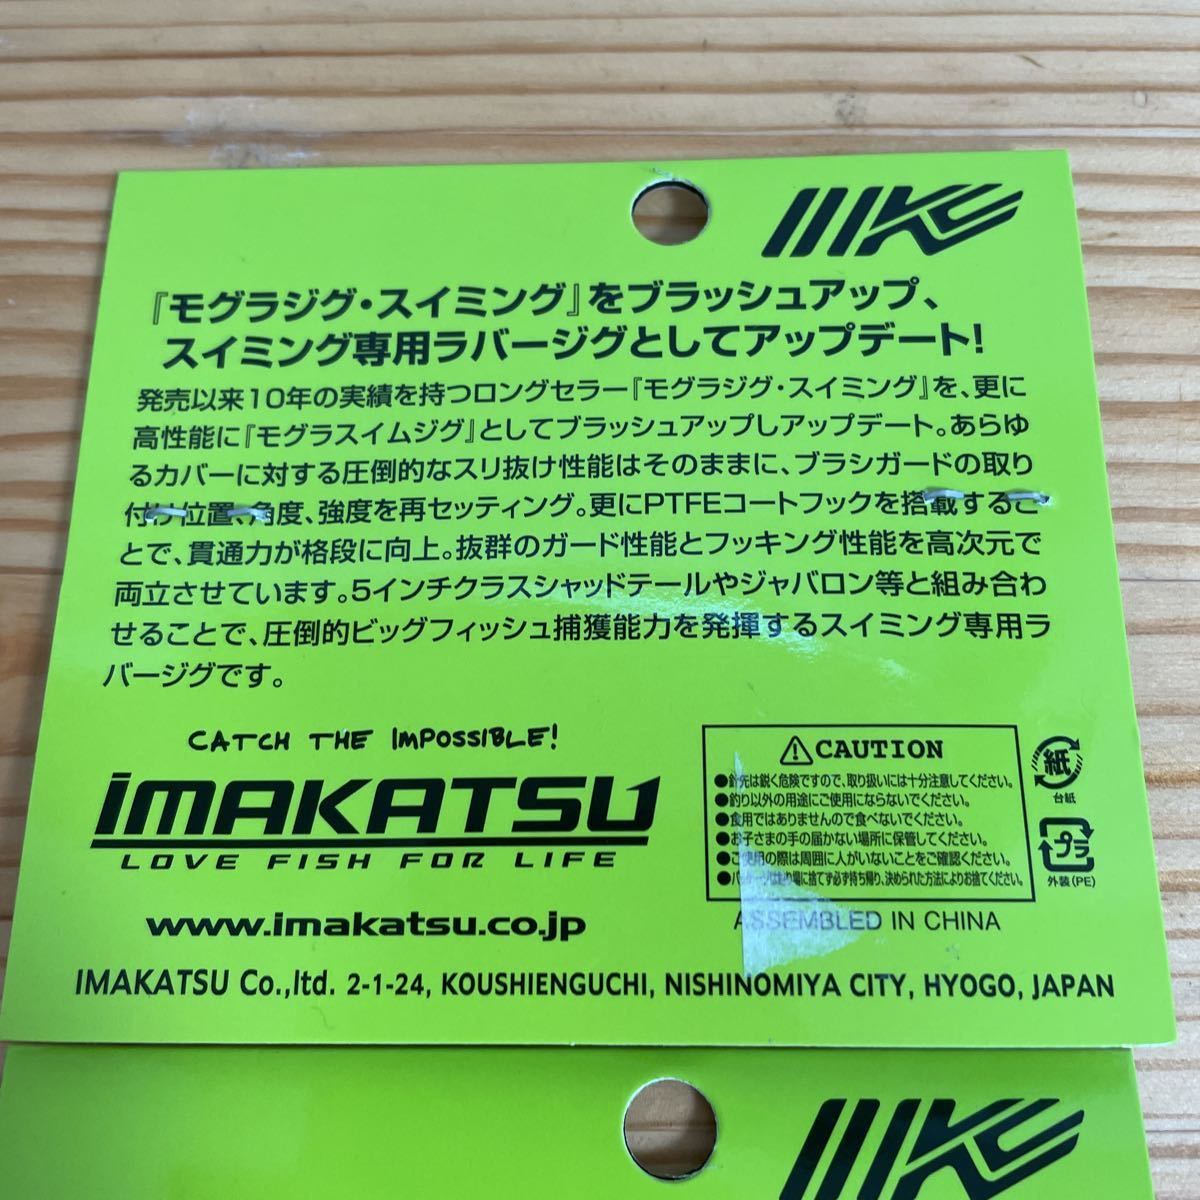 『モグラジグ・スイミング』をブラッシュアップ、
スイミング専用ラバージグとしてアップデート!
発売以来10年の実績を持つロングセラー『モグラジグ・スイミング』を、更に
高性能に『モグラスイムジグ』としてブラッシュアップしアップデート。あらゆ
るカバーに対する圧倒的なスリ抜け性能はそのままに、ブラシガードの取り
付け位置、角度、強度を再セッティング。更にPTFEコートフックを搭載するこ
とで、貫通力が格段に向上。抜群のガード性能とフッキング性能を高次元で
両立させています。5インチクラスシャッドテールやジャバロン等と組み合わ
せることで、圧倒的ビッグフィッシュ捕獲能力を発揮するスイミング専用ラ
バージグです。
CATCH THE IMPOSSIBLE!
IMAKATSU
LOVE FISH FOR LIFE
www.imakatsu.co.jp
⚠CAUTION
●針先は鋭く危険ですので、取り扱いには十分注意してください。
●釣り以外の用途にご使用にならないでください。
●食用ではありませんので食べないでください。
●お子さまの手の届かない場所に保管してください。
●ご使用の際は周囲に人がいないことをご確認ください。
●パッケージは釣り場に捨てず必ず持ち帰り、決められた方法によりお捨てください。
紙
台紙
プラ
外装(PE)
ASSEMBLED IN CHINA
IMAKATSU Co.,ltd. 2-1-24, KOUSHIENGUCHI, NISHINOMIYA CITY, HYOGO, JAPAN